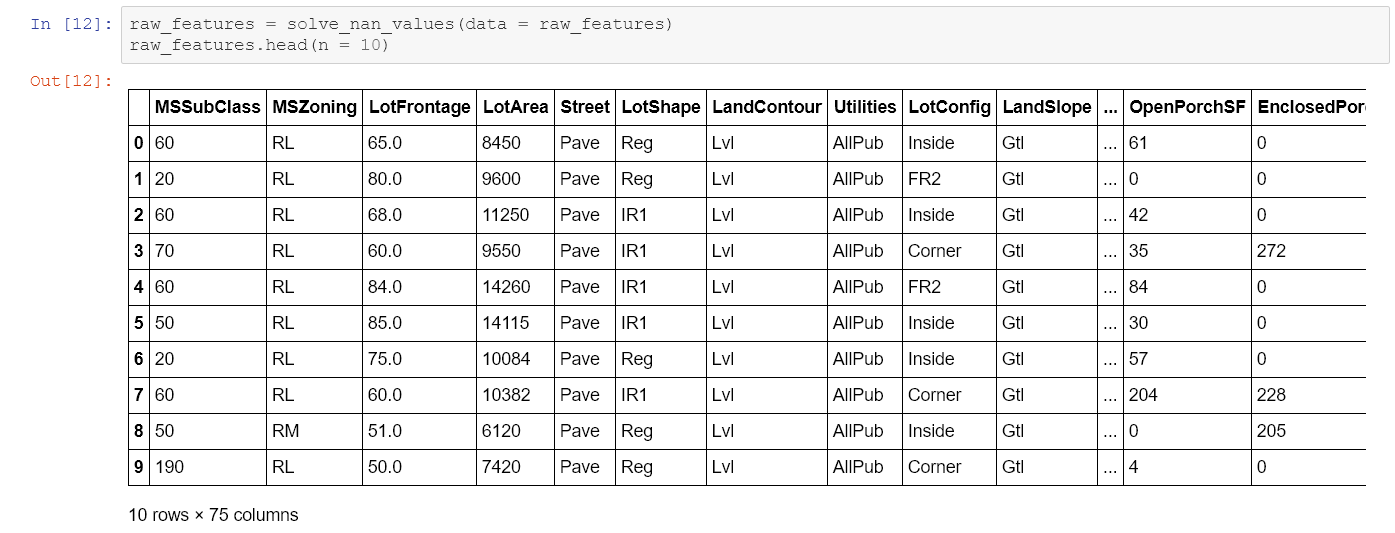 In [12]: raw_features = solve_nan_values(data = raw_features)
raw_features.head(n = 10)
Out[12]:
MSSubClass MSZoning LotFrontage LotArea Street LotShape LandContour Utilities LotConfig LandSlope ... OpenPorchSF EnclosedPor
0 60 RL 65.0 8450 Pave Reg Lvl AllPub Inside Gtl ... 61 0
1 20 RL 80.0 9600 Pave Reg Lvl AllPub FR2 Gtl ... 0 0
2 60 RL 68.0 11250 Pave IR1 Lvl AllPub Inside Gtl ... 42 0
3 70 RL 60.0 9550 Pave IR1 Lvl AllPub Corner Gtl ... 35 272
4 60 RL 84.0 14260 Pave IR1 Lvl AllPub FR2 Gtl ... 84 0
5 50 RL 85.0 14115 Pave IR1 Lvl AllPub Inside Gtl ... 30 0
6 20 RL 75.0 10084 Pave Reg Lvl AllPub Inside Gtl ... 57 0
7 60 RL 60.0 10382 Pave IR1 Lvl AllPub Corner Gtl ... 204 228
8 50 RM 51.0 6120 Pave Reg Lvl AllPub Inside Gtl ... 0 205
9 190 RL 50.0 7420 Pave Reg Lvl AllPub Corner Gtl ... 4 0
10 rows × 75 columns